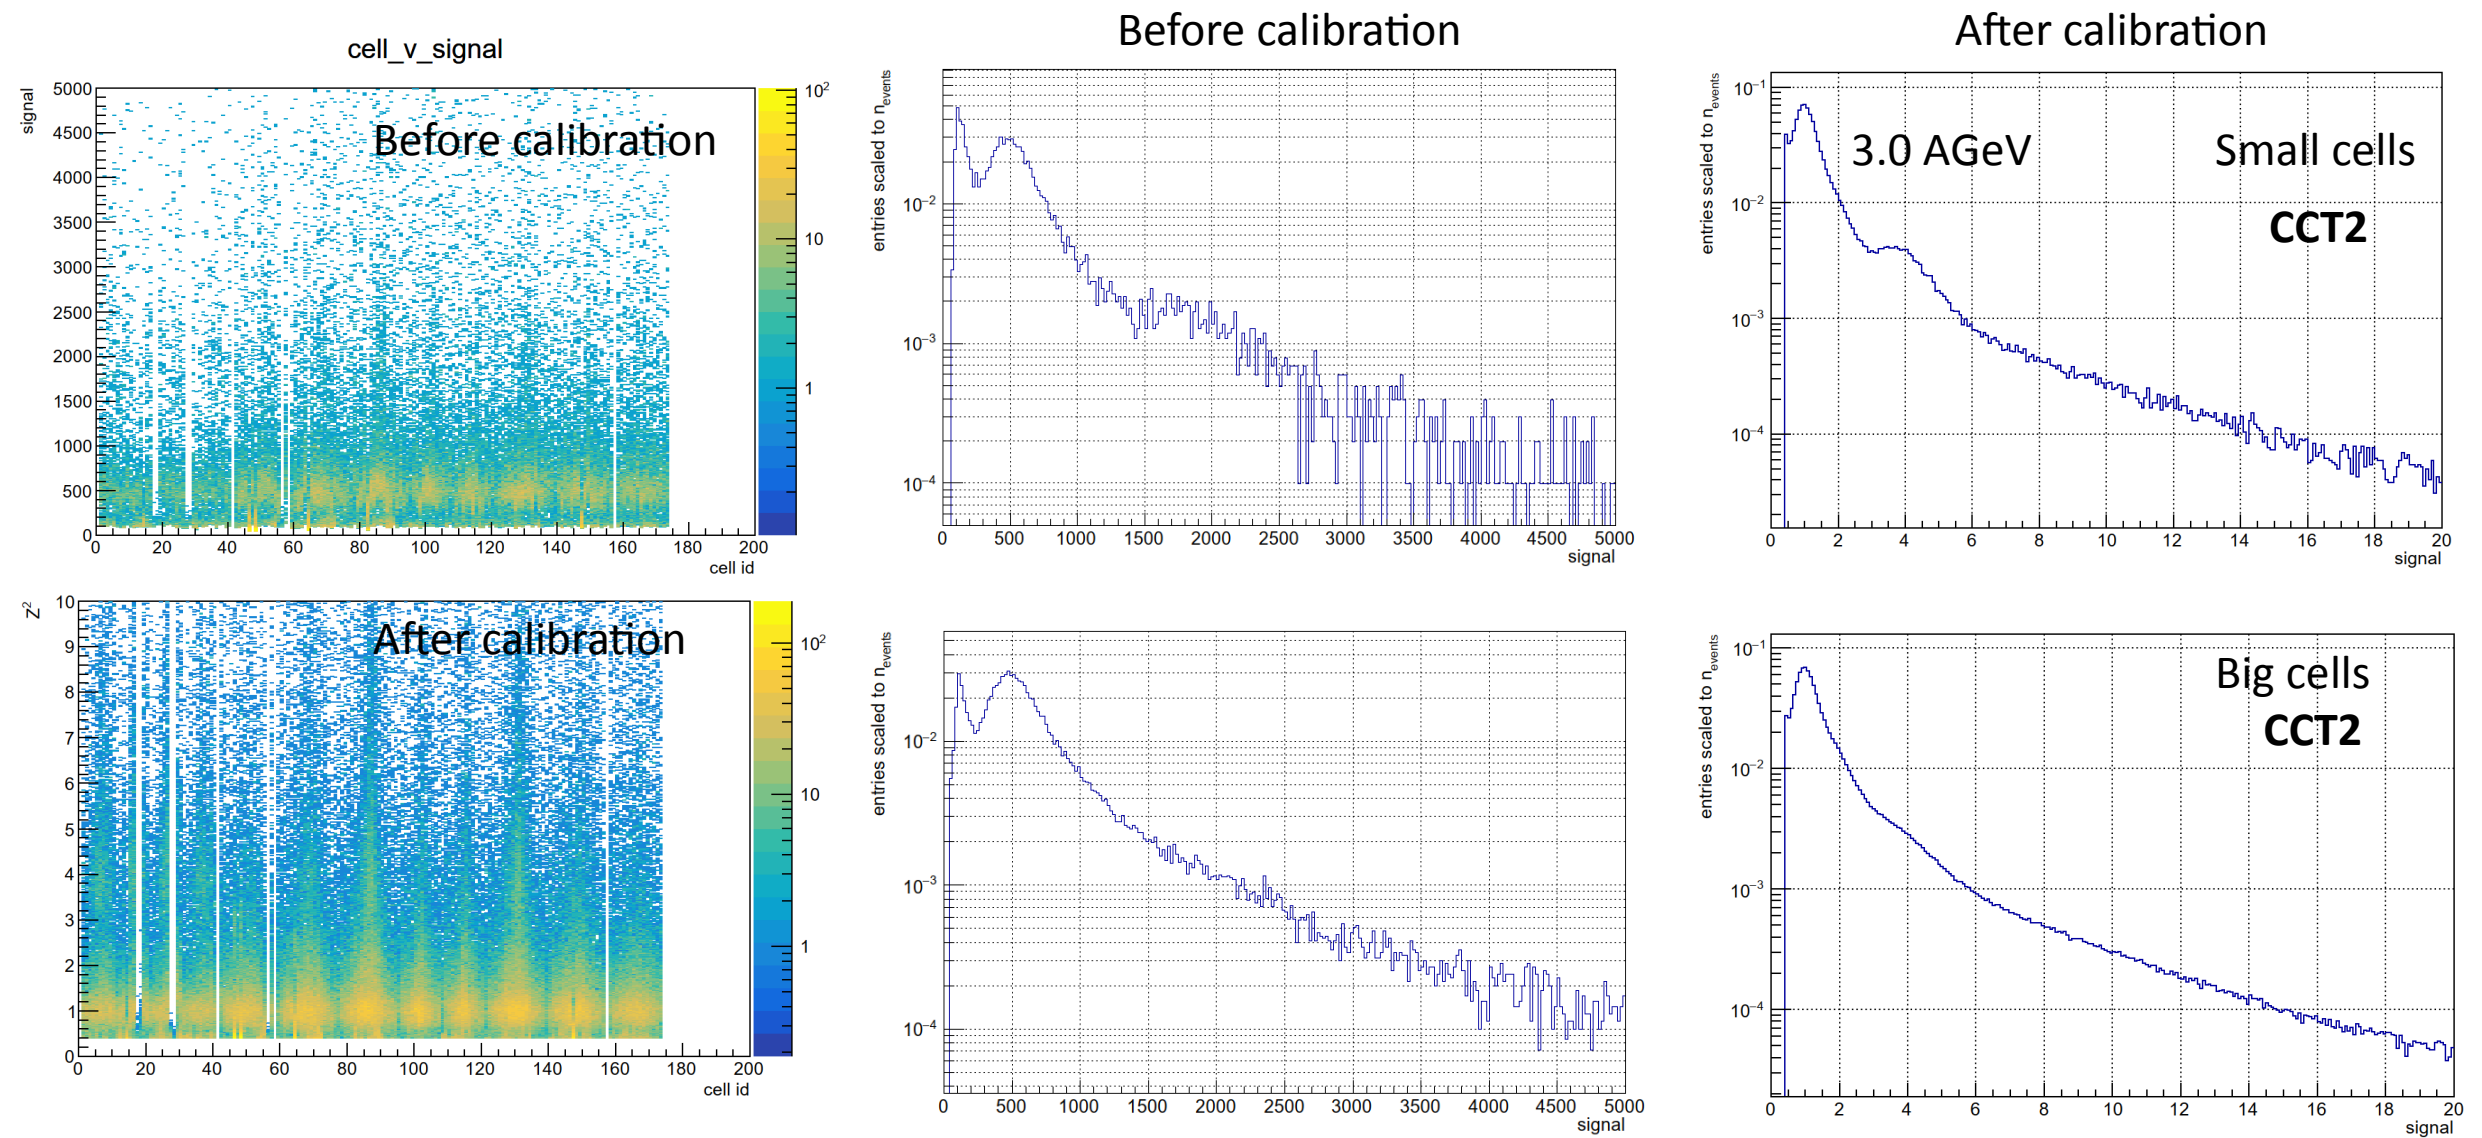 Before calibration
After calibration
cell_v_signal
signal
5000
4500
4000
3500
3000
2500
2000
1500
1000
500
0
Before calibration
10²
10
1
0 20 40 60 80 100 120 140 160 180 200
cell id
entries scaled to nevents
10⁻²
10⁻³
10⁻⁴
0 500 1000 1500 2000 2500 3000 3500 4000 4500 5000
signal
entries scaled to nevents
10⁻¹
10⁻²
10⁻³
10⁻⁴
3.0 AGeV
Small cells
CCT2
0 2 4 6 8 10 12 14 16 18 20
signal
Z²
10
9
8
7
6
5
4
3
2
1
0
After calibration
10²
10
1
0 20 40 60 80 100 120 140 160 180 200
cell id
entries scaled to nevents
10⁻²
10⁻³
10⁻⁴
0 500 1000 1500 2000 2500 3000 3500 4000 4500 5000
signal
entries scaled to nevents
10⁻¹
10⁻²
10⁻³
10⁻⁴
Big cells
CCT2
0 2 4 6 8 10 12 14 16 18 20
signal